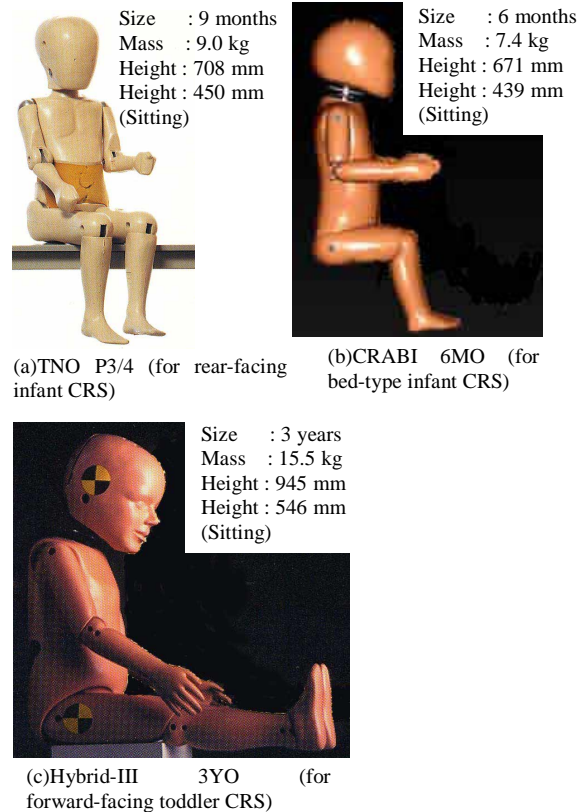 Size : 9 months
Mass : 9.0 kg
Height : 708 mm
Height : 450 mm
(Sitting)
Size : 6 months
Mass : 7.4 kg
Height : 671 mm
Height : 439 mm
(Sitting)
(a)TNO P3/4 (for rear-facing
infant CRS)
(b)CRABI 6MO (for
bed-type infant CRS)
Size : 3 years
Mass : 15.5 kg
Height : 945 mm
Height : 546 mm
(Sitting)
(c)Hybrid-III 3YO (for
forward-facing toddler CRS)